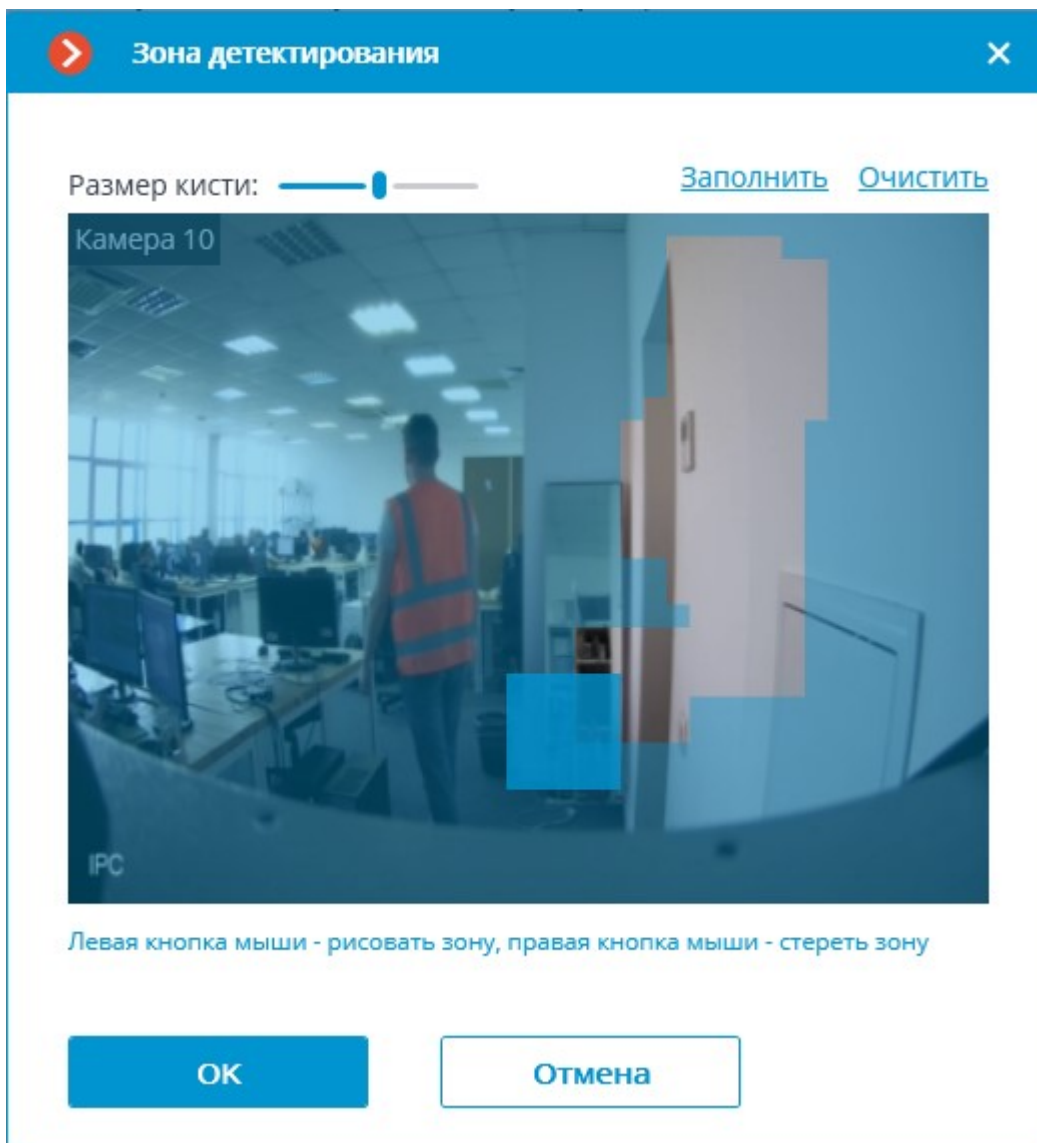 Зона детектирования
Размер кисти:
Заполнить Очистить
Камера 10
IPC
Левая кнопка мыши - рисовать зону, правая кнопка мыши - стереть зону
ОК
Отмена